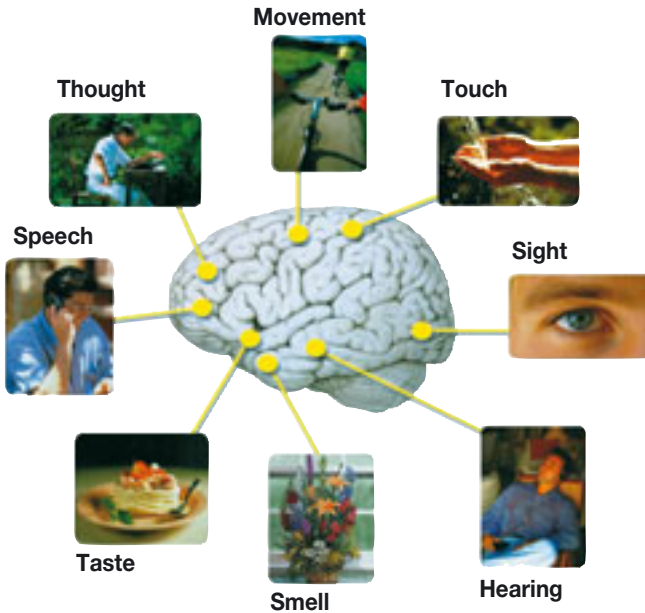 Movement
Thought
Touch
Speech
Sight
Taste
Smell
Hearing